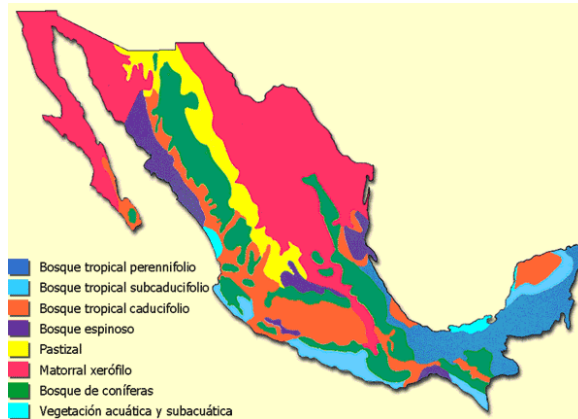 Bosque tropical perennifolio
Bosque tropical subcaducifolio
Bosque tropical caducifolio
Bosque espinoso
Pastizal
Matorral xerófilo
Bosque de coníferas
Vegetación acuática y subacuática